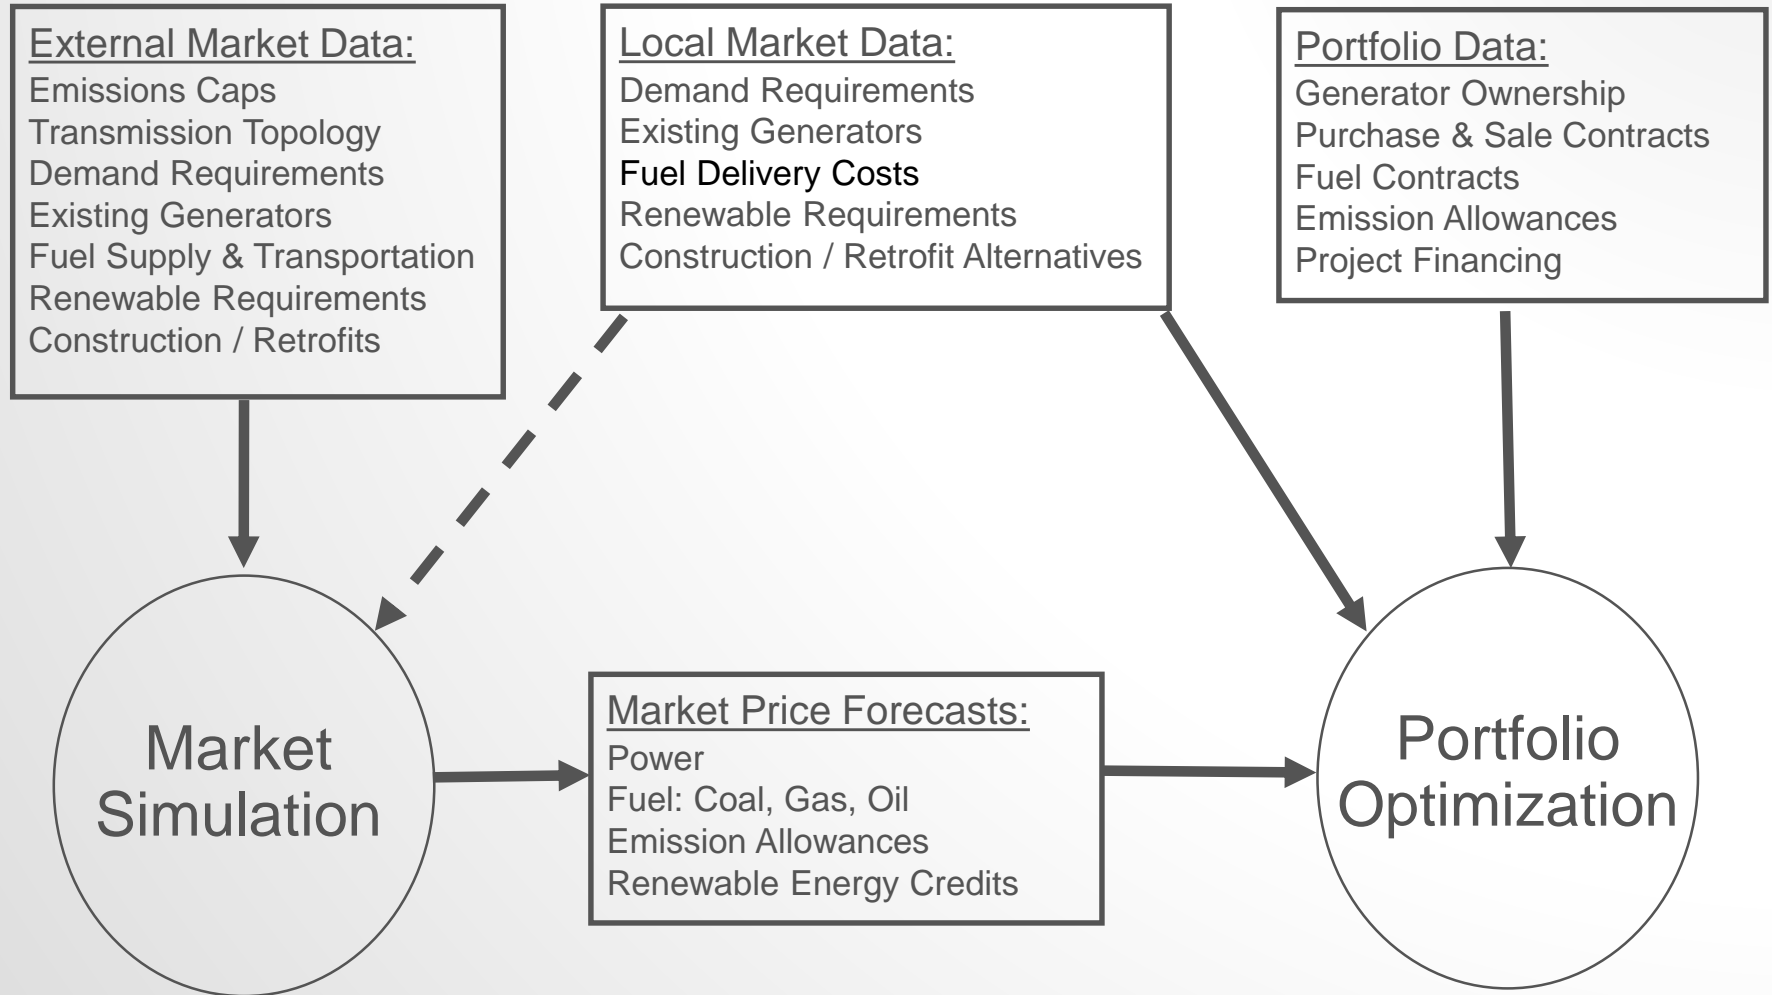 External Market Data:
Emissions Caps
Transmission Topology
Demand Requirements
Existing Generators
Fuel Supply & Transportation
Renewable Requirements
Construction / Retrofits
Local Market Data:
Demand Requirements
Existing Generators
Fuel Delivery Costs
Renewable Requirements
Construction / Retrofit Alternatives
Portfolio Data:
Generator Ownership
Purchase & Sale Contracts
Fuel Contracts
Emission Allowances
Project Financing
Market
Simulation
Market Price Forecasts:
Power
Fuel: Coal, Gas, Oil
Emission Allowances
Renewable Energy Credits
Portfolio
Optimization